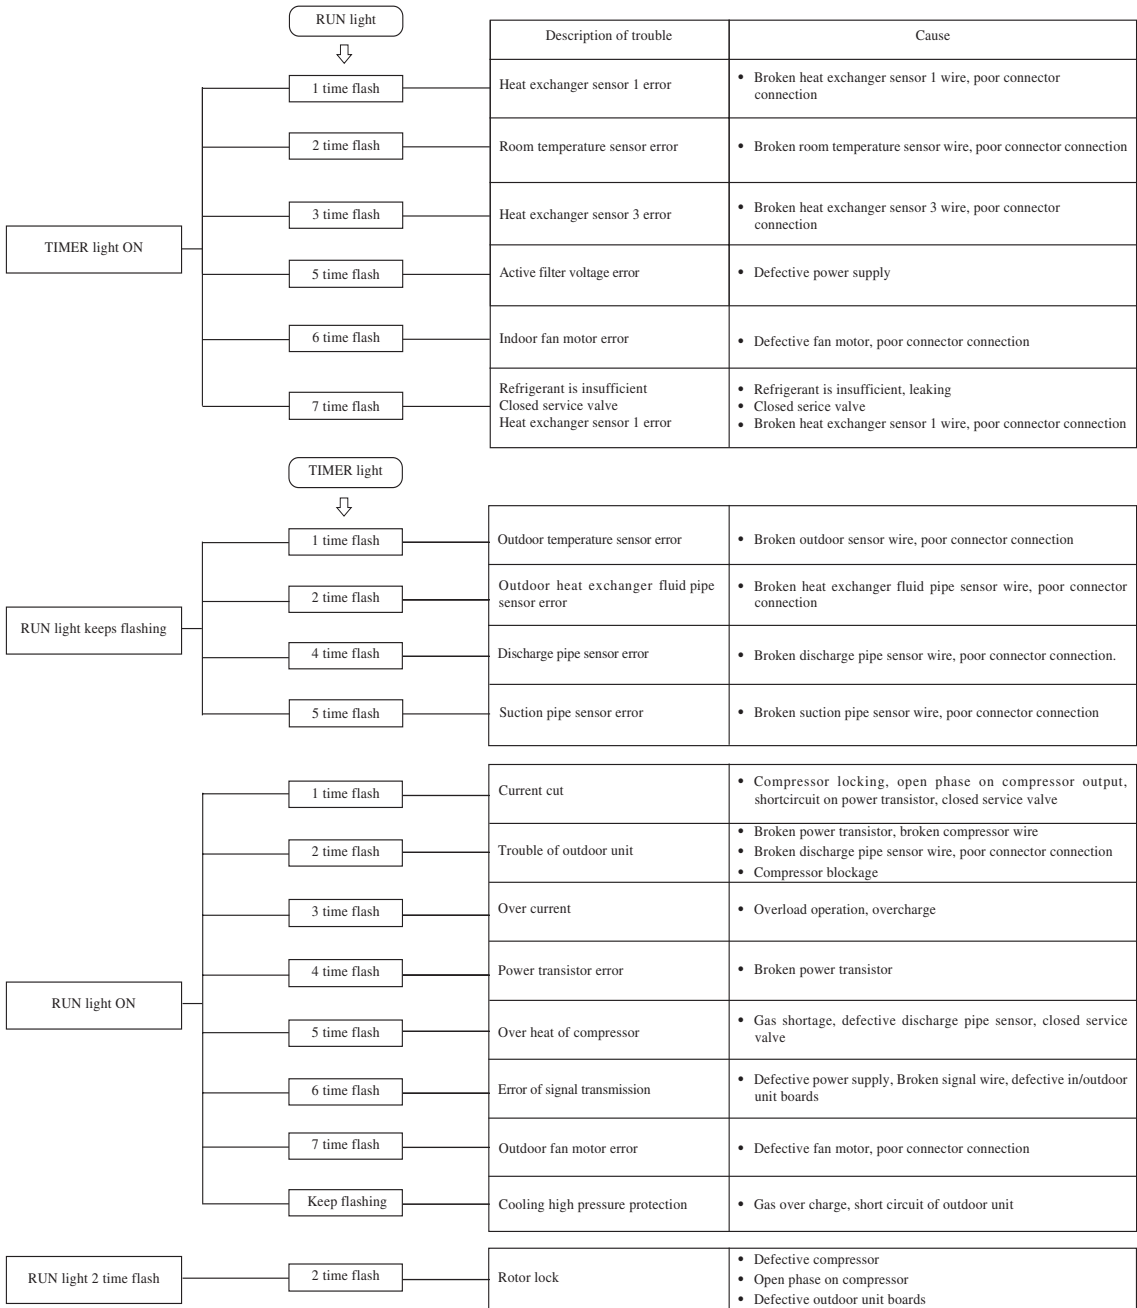 RUN light
Description of trouble
Cause
TIMER light ON
1 time flash
Heat exchanger sensor 1 error
• Broken heat exchanger sensor 1 wire, poor connector
connection
2 time flash
Room temperature sensor error
• Broken room temperature sensor wire, poor connector connection
3 time flash
Heat exchanger sensor 3 error
• Broken heat exchanger sensor 3 wire, poor connector
connection
5 time flash
Active filter voltage error
• Defective power supply
6 time flash
Indoor fan motor error
• Defective fan motor, poor connector connection
7 time flash
Refrigerant is insufficient
Closed service valve
Heat exchanger sensor 1 error
• Refrigerant is insufficient, leaking
• Closed serice valve
• Broken heat exchanger sensor 1 wire, poor connector connection
TIMER light
RUN light keeps flashing
1 time flash
Outdoor temperature sensor error
• Broken outdoor sensor wire, poor connector connection
2 time flash
Outdoor heat exchanger fluid pipe
sensor error
• Broken heat exchanger fluid pipe sensor wire, poor connector
connection
4 time flash
Discharge pipe sensor error
• Broken discharge pipe sensor wire, poor connector connection.
5 time flash
Suction pipe sensor error
• Broken suction pipe sensor wire, poor connector connection
RUN light ON
1 time flash
Current cut
• Compressor locking, open phase on compressor output,
shortcircuit on power transistor, closed service valve
2 time flash
Trouble of outdoor unit
• Broken power transistor, broken compressor wire
• Broken discharge pipe sensor wire, poor connector connection
• Compressor blockage
3 time flash
Over current
• Overload operation, overcharge
4 time flash
Power transistor error
• Broken power transistor
5 time flash
Over heat of compressor
• Gas shortage, defective discharge pipe sensor, closed service
valve
6 time flash
Error of signal transmission
• Defective power supply, Broken signal wire, defective in/outdoor
unit boards
7 time flash
Outdoor fan motor error
• Defective fan motor, poor connector connection
Keep flashing
Cooling high pressure protection
• Gas over charge, short circuit of outdoor unit
RUN light 2 time flash
2 time flash
Rotor lock
• Defective compressor
• Open phase on compressor
• Defective outdoor unit boards